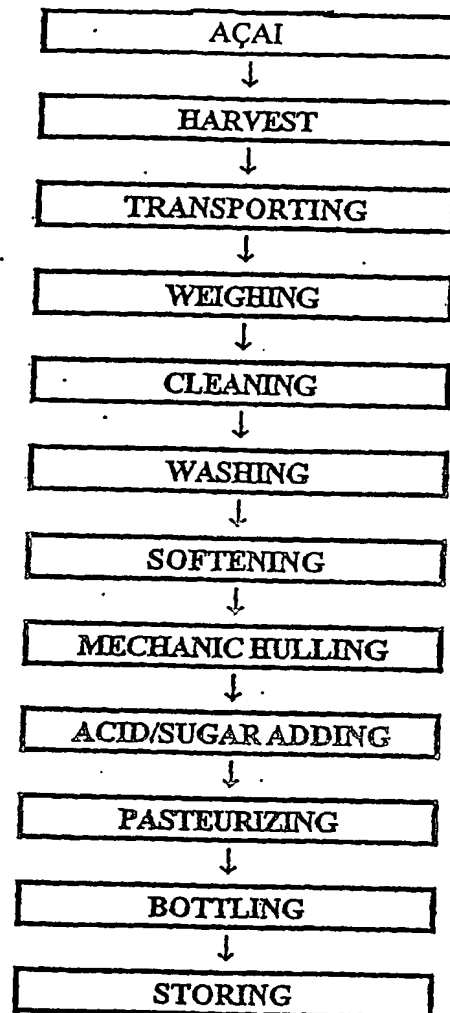 AÇAI
HARVEST
TRANSPORTING
WEIGHING
CLEANING
WASHING
SOFTENING
MECHANIC HULLING
ACID/SUGAR ADDING
PASTEURIZING
BOTTLING
STORING